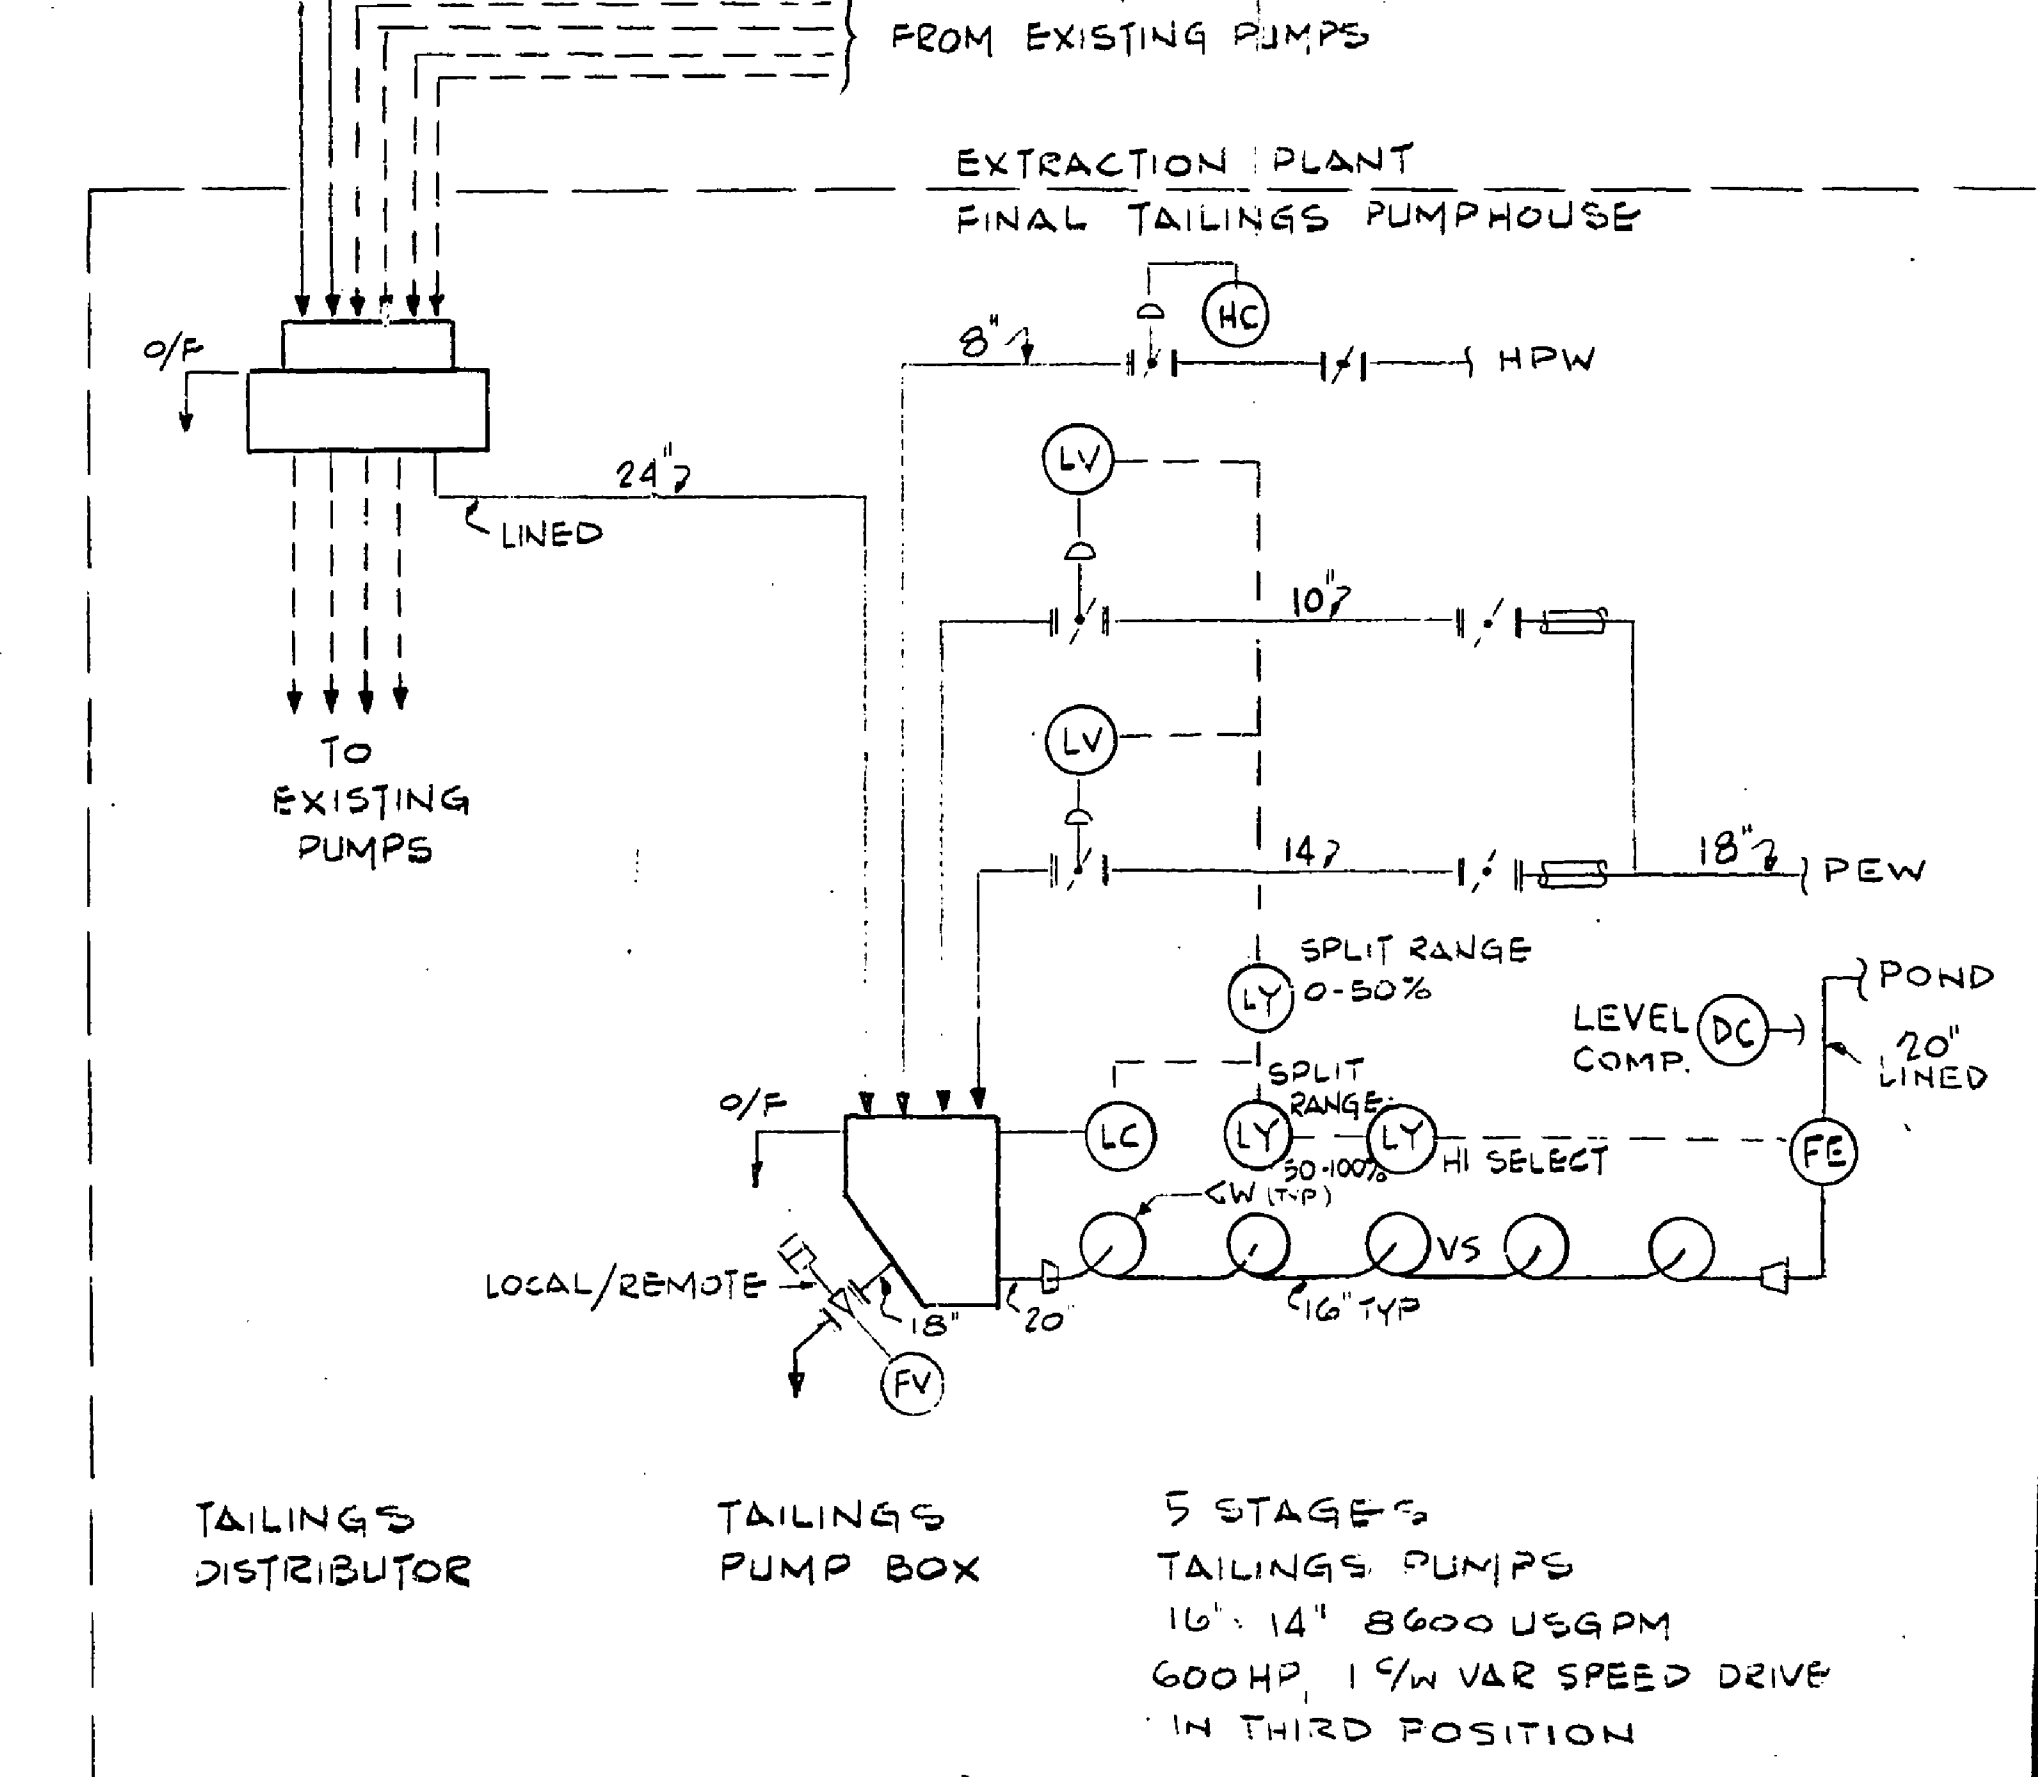 FROM EXISTING PUMPS
EXTRACTION PLANT
FINAL TAILINGS PUMPHOUSE
HC
8"
HPW
O/F
LV
24"
LINED
10"
LV
TO
EXISTING
PUMPS
14
18"
PEW
SPLIT RANGE
0-50%
LY
POND
LEVEL
COMP.
DC
20"
LINED
SPLIT
RANGE
O/F
LC
LY
LY
50-100%
HI SELECT
FE
CW (TYP)
VS
LOCAL/REMOTE
18"
20"
16" TYP
FV
TAILINGS
DISTRIBUTOR
TAILINGS
PUMP BOX
5 STAGES
TAILINGS PUMPS
16" 14" 8600 USGPM
600HP, 1 C/W VAR SPEED DRIVE
IN THIRD POSITION